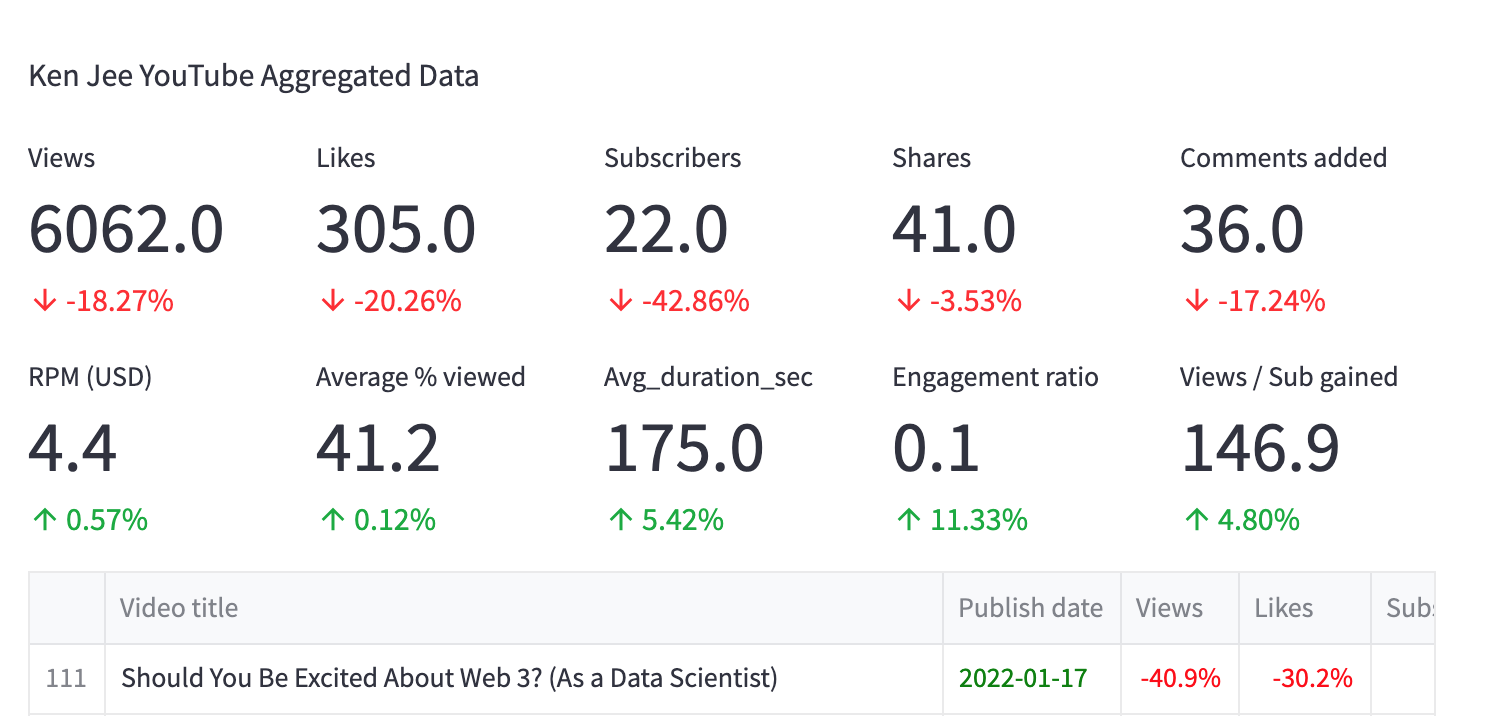 Ken Jee YouTube Aggregated Data
Views Likes Subscribers Shares Comments added
6062.0 305.0 22.0 41.0 36.0
↓ -18.27% ↓ -20.26% ↓ -42.86% ↓ -3.53% ↓ -17.24%
RPM (USD) Average % viewed Avg_duration_sec Engagement ratio Views / Sub gained
4.4 41.2 175.0 0.1 146.9
↑ 0.57% ↑ 0.12% ↑ 5.42% ↑ 11.33% ↑ 4.80%
Video title Publish date Views Likes
111 Should You Be Excited About Web 3? (As a Data Scientist) 2022-01-17 -40.9% -30.2%